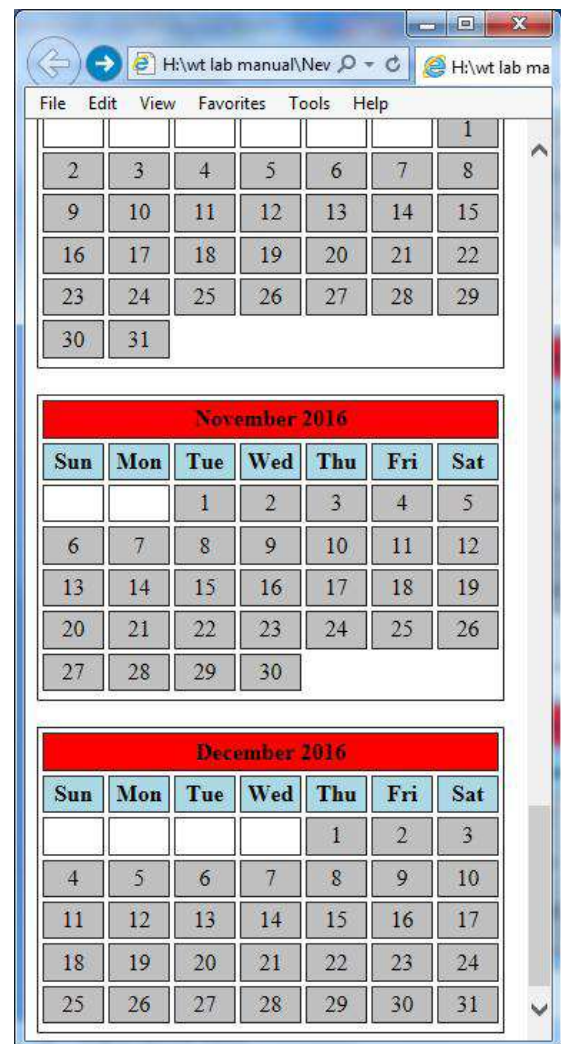 H:\wt lab manual\Nev
H:\wt lab ma
File Edit View Favorites Tools Help
1
2 3 4 5 6 7 8
9 10 11 12 13 14 15
16 17 18 19 20 21 22
23 24 25 26 27 28 29
30 31
November 2016
Sun Mon Tue Wed Thu Fri Sat
1 2 3 4 5
6 7 8 9 10 11 12
13 14 15 16 17 18 19
20 21 22 23 24 25 26
27 28 29 30
December 2016
Sun Mon Tue Wed Thu Fri Sat
1 2 3
4 5 6 7 8 9 10
11 12 13 14 15 16 17
18 19 20 21 22 23 24
25 26 27 28 29 30 31